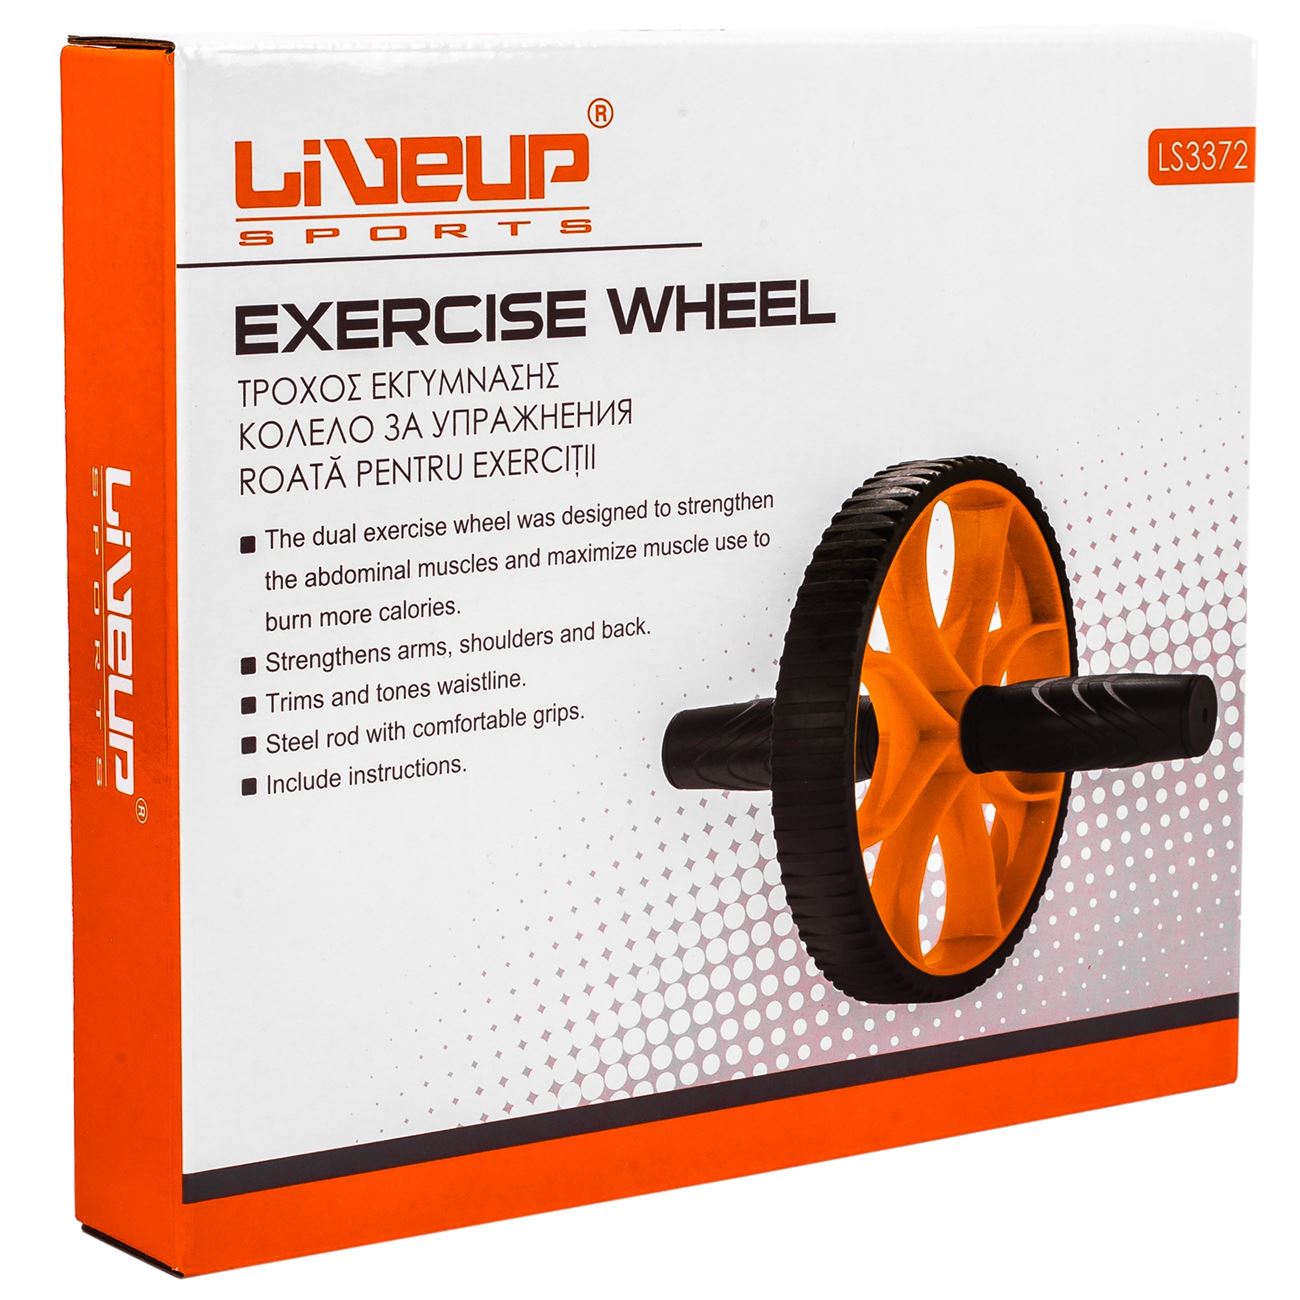 LiVEUP®
SPORTS
LS3372
EXERCISE WHEEL
ΤΡΟΧΟΣ ΕΚΓΥΜΝΑΣΗΣ
КОЛЕЛО ЗА УПРАЖНЕНИЯ
ROATĂ PENTRU EXERCIȚII
■ The dual exercise wheel was designed to strengthen
the abdominal muscles and maximize muscle use to
burn more calories.
■ Strengthens arms, shoulders and back.
■ Trims and tones waistline.
■ Steel rod with comfortable grips.
■ Include instructions.
LiVEUP®
SPORTS